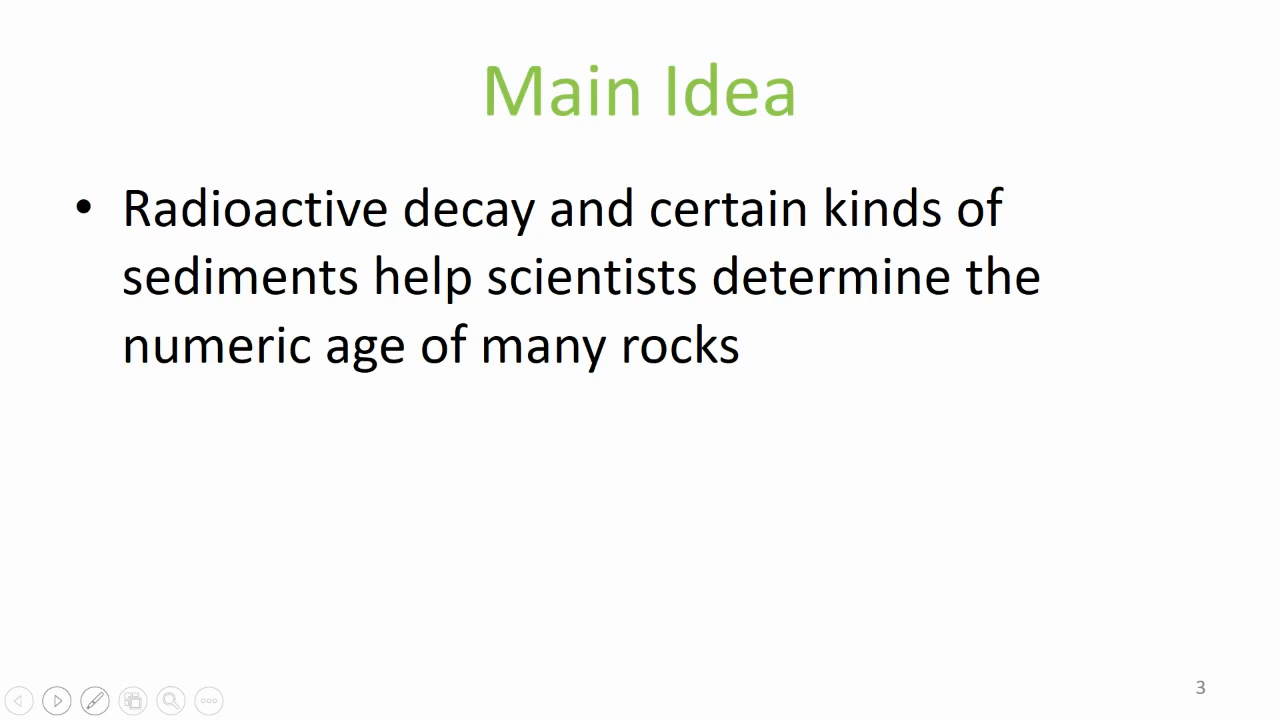 Main Idea
• Radioactive decay and certain kinds of
sediments help scientists determine the
numeric age of many rocks
3